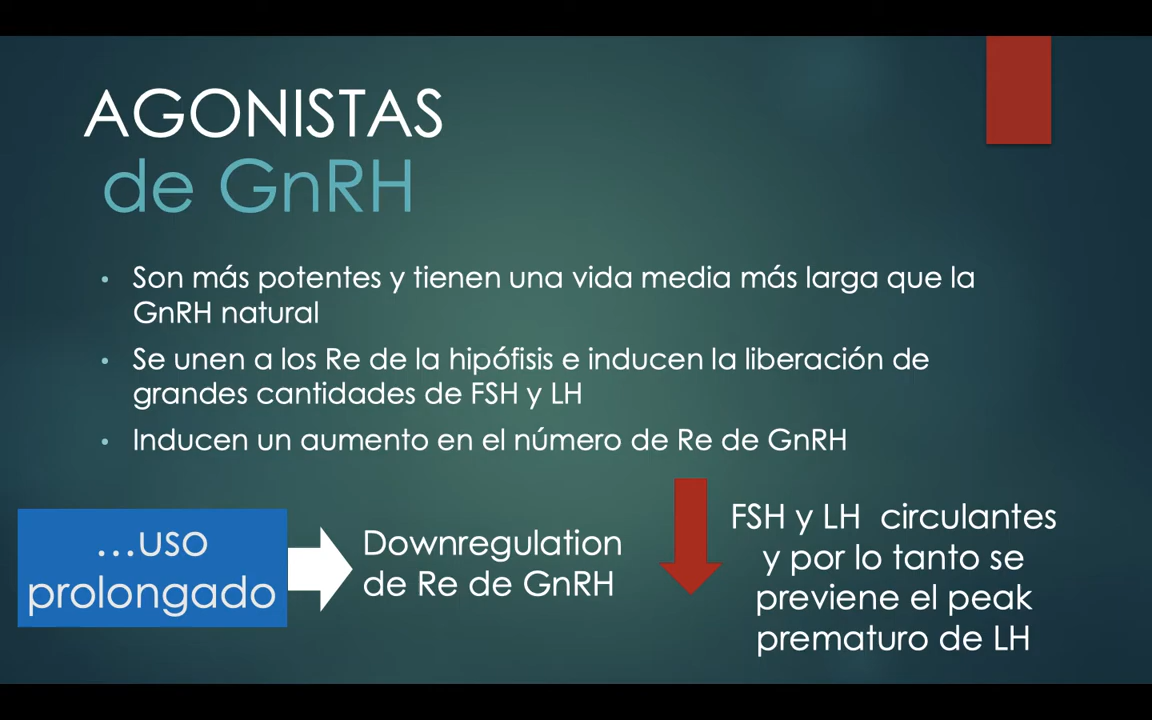 AGONISTAS
de GnRH
• Son más potentes y tienen una vida media más larga que la
GnRH natural
• Se unen a los Re de la hipófisis e inducen la liberación de
grandes cantidades de FSH y LH
• Inducen un aumento en el número de Re de GnRH
...uso
prolongado
Downregulation
de Re de GnRH
FSH y LH circulantes
y por lo tanto se
previene el peak
prematuro de LH